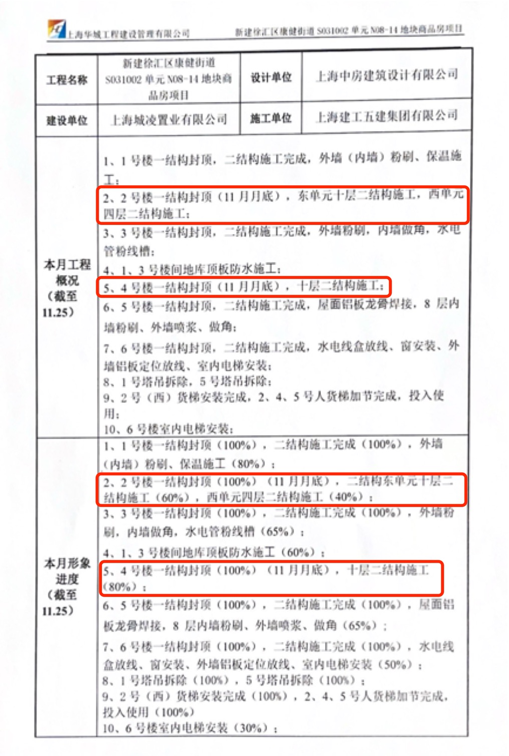 上海华城工程建设管理有限公司 新建徐汇区康健街道 S031002 单元 N08-14 地块商品房项目
工程名称
新建徐汇区康健街道
S031002 单元 N08-14 地块商
品房项目
设计单位
上海中房建筑设计有限公司
建设单位
上海城凌置业有限公司
施工单位
上海建工五建集团有限公司
本月工程
概况
（截至
11.25）
1、1 号楼一结构封顶，二结构施工完成，外墙（内墙）粉刷、保温施
工；
2、2 号楼一结构封顶（11 月月底），东单元十层二结构施工，西单元
四层二结构施工；
3、3 号楼一结构封顶，二结构施工完成，外墙粉刷，内墙做角，水电
管粉线槽；
4、1、3 号楼间地库顶板防水施工；
5、4 号楼一结构封顶（11 月月底），十层二结构施工；
6、5 号楼一结构封顶，二结构施工完成，屋面铝板龙骨焊接，8 层内
墙粉刷、外墙喷浆、做角；
7、6 号楼一结构封顶，二结构施工完成，水电线盒放线、窗安装、外
墙铝板定位放线、室内电梯安装；
8、1 号塔吊拆除，5 号塔吊拆除；
9、2 号（西）货梯安装完成，2、4、5 号人货梯加节完成，投入使
用；
10、6 号楼室内电梯安装；
本月形象
进度
（截至
11.25）
1、1 号楼一结构封顶（100%），二结构施工完成（100%），外墙
（内墙）粉刷、保温施工（80%）；
2、2 号楼一结构封顶（100%）（11 月月底），二结构东单元十层二
结构施工（60%），西单元四层二结构施工（40%）；
3、3 号楼一结构封顶（100%），二结构施工完成（100%），外墙粉
刷，内墙做角，水电管粉线槽（65%）；
4、1、3 号楼间地库顶板防水施工（60%）；
5、4 号楼一结构封顶（100%）（11 月月底），十层二结构施工
（80%）；
6、5 号楼一结构封顶（100%），二结构施工完成（100%），屋面铝
板龙骨焊接，8 层内墙粉刷、外墙喷浆、做角（65%）；
7、6 号楼一结构封顶（100%），二结构施工完成（100%），水电线
盒放线、窗安装、外墙铝板定位放线、室内电梯安装（50%）；
8、1 号塔吊拆除（100%），5 号塔吊拆除（100%）；
9、2 号（西）货梯安装完成（100%），2、4、5 号人货梯加节完成，
投入使用（100%）
10、6 号楼室内电梯安装（30%）；